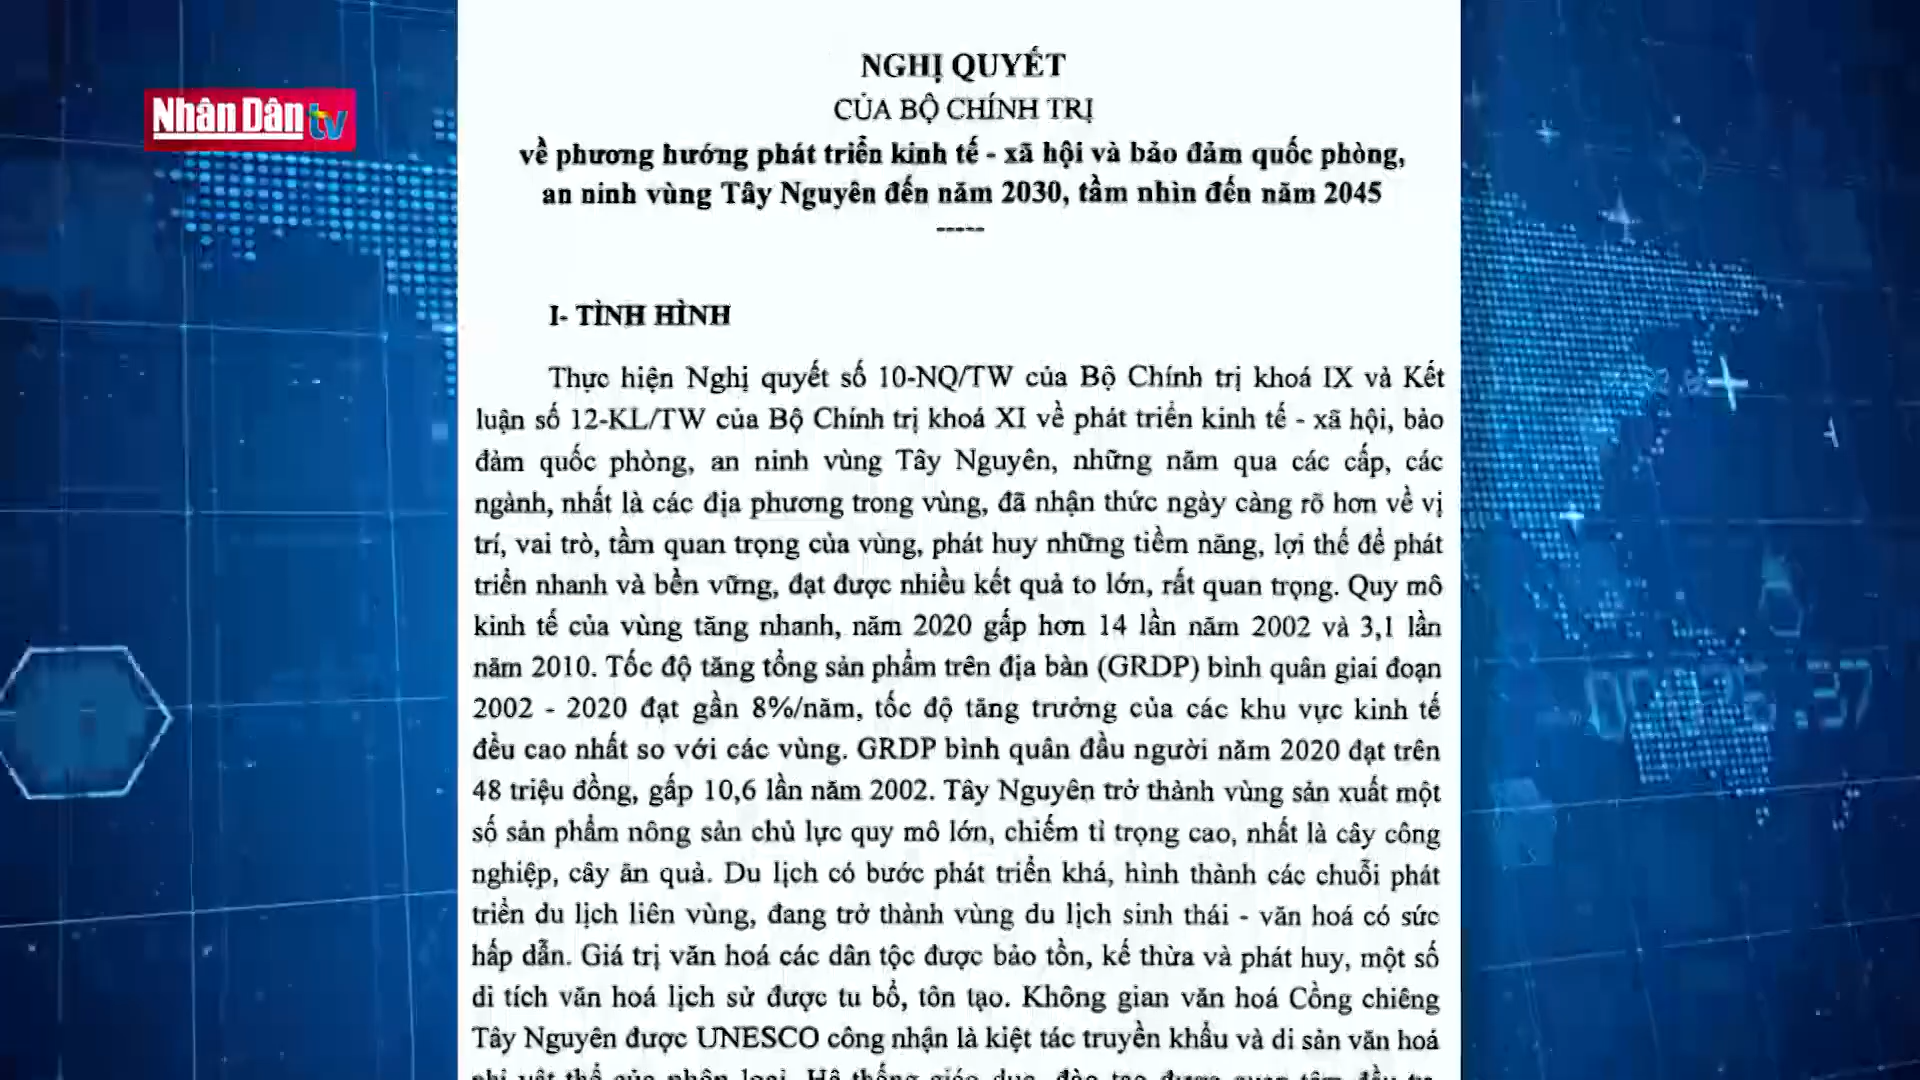 Nhân Dân tv
NGHỊ QUYẾT
CỦA BỘ CHÍNH TRỊ
về phương hướng phát triển kinh tế - xã hội và bảo đảm quốc phòng,
an ninh vùng Tây Nguyên đến năm 2030, tầm nhìn đến năm 2045
-----
I- TÌNH HÌNH
Thực hiện Nghị quyết số 10-NQ/TW của Bộ Chính trị khoá IX và Kết
luận số 12-KL/TW của Bộ Chính trị khoá XI về phát triển kinh tế - xã hội, bảo
đảm quốc phòng, an ninh vùng Tây Nguyên, những năm qua các cấp, các
ngành, nhất là các địa phương trong vùng, đã nhận thức ngày càng rõ hơn về vị
trí, vai trò, tầm quan trọng của vùng, phát huy những tiềm năng, lợi thế để phát
triển nhanh và bền vững, đạt được nhiều kết quả to lớn, rất quan trọng. Quy mô
kinh tế của vùng tăng nhanh, năm 2020 gấp hơn 14 lần năm 2002 và 3,1 lần
năm 2010. Tốc độ tăng tổng sản phẩm trên địa bàn (GRDP) bình quân giai đoạn
2002 - 2020 đạt gần 8%/năm, tốc độ tăng trưởng của các khu vực kinh tế
đều cao nhất so với các vùng. GRDP bình quân đầu người năm 2020 đạt trên
48 triệu đồng, gấp 10,6 lần năm 2002. Tây Nguyên trở thành vùng sản xuất một
số sản phẩm nông sản chủ lực quy mô lớn, chiếm tỉ trọng cao, nhất là cây công
nghiệp, cây ăn quả. Du lịch có bước phát triển khá, hình thành các chuỗi phát
triển du lịch liên vùng, đang trở thành vùng du lịch sinh thái - văn hoá có sức
hấp dẫn. Giá trị văn hoá các dân tộc được bảo tồn, kế thừa và phát huy, một số
di tích văn hoá lịch sử được tu bổ, tôn tạo. Không gian văn hoá Cồng chiêng
Tây Nguyên được UNESCO công nhận là kiệt tác truyền khẩu và di sản văn hoá
phi vật thể của nhân loại. Hệ thống giáo dục, đào tạo được quan tâm đầu tư,